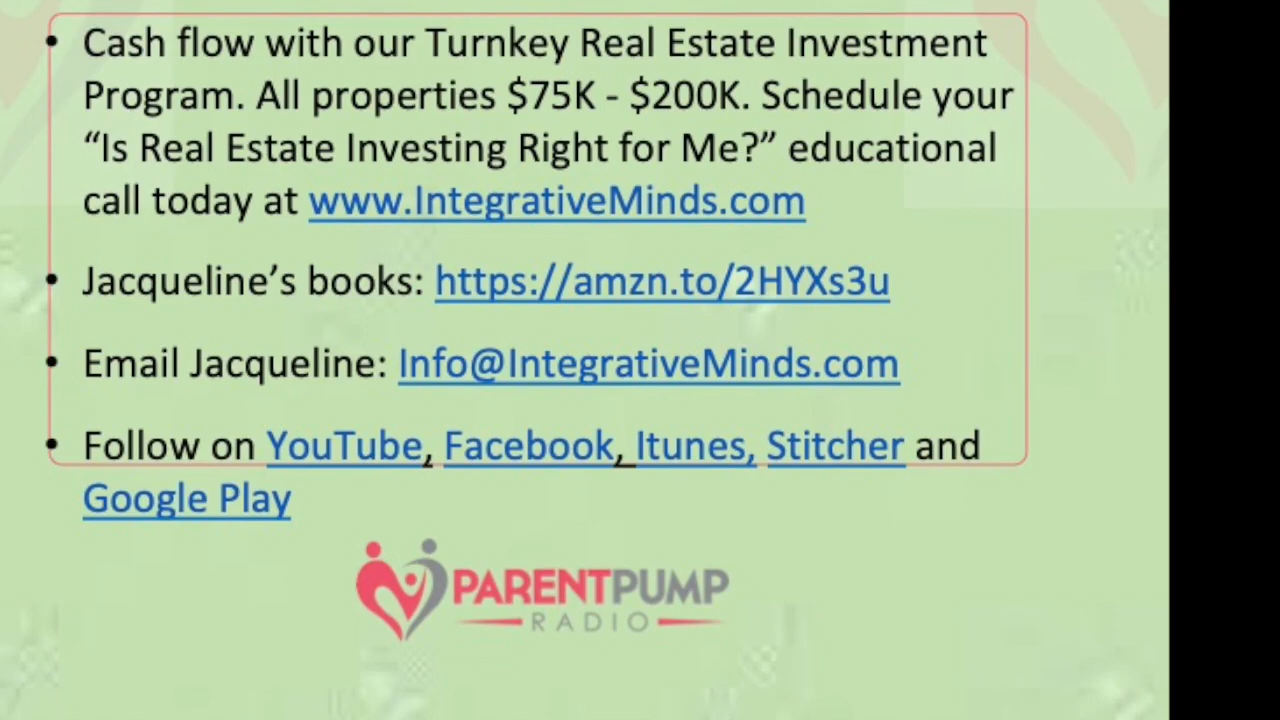 • Cash flow with our Turnkey Real Estate Investment
Program. All properties $75K - $200K. Schedule your
“Is Real Estate Investing Right for Me?” educational
call today at www.IntegrativeMinds.com
• Jacqueline’s books: https://amzn.to/2HYXs3u
• Email Jacqueline: Info@IntegrativeMinds.com
• Follow on YouTube, Facebook, Itunes, Stitcher and
Google Play
PARENTPUMP
RADIO